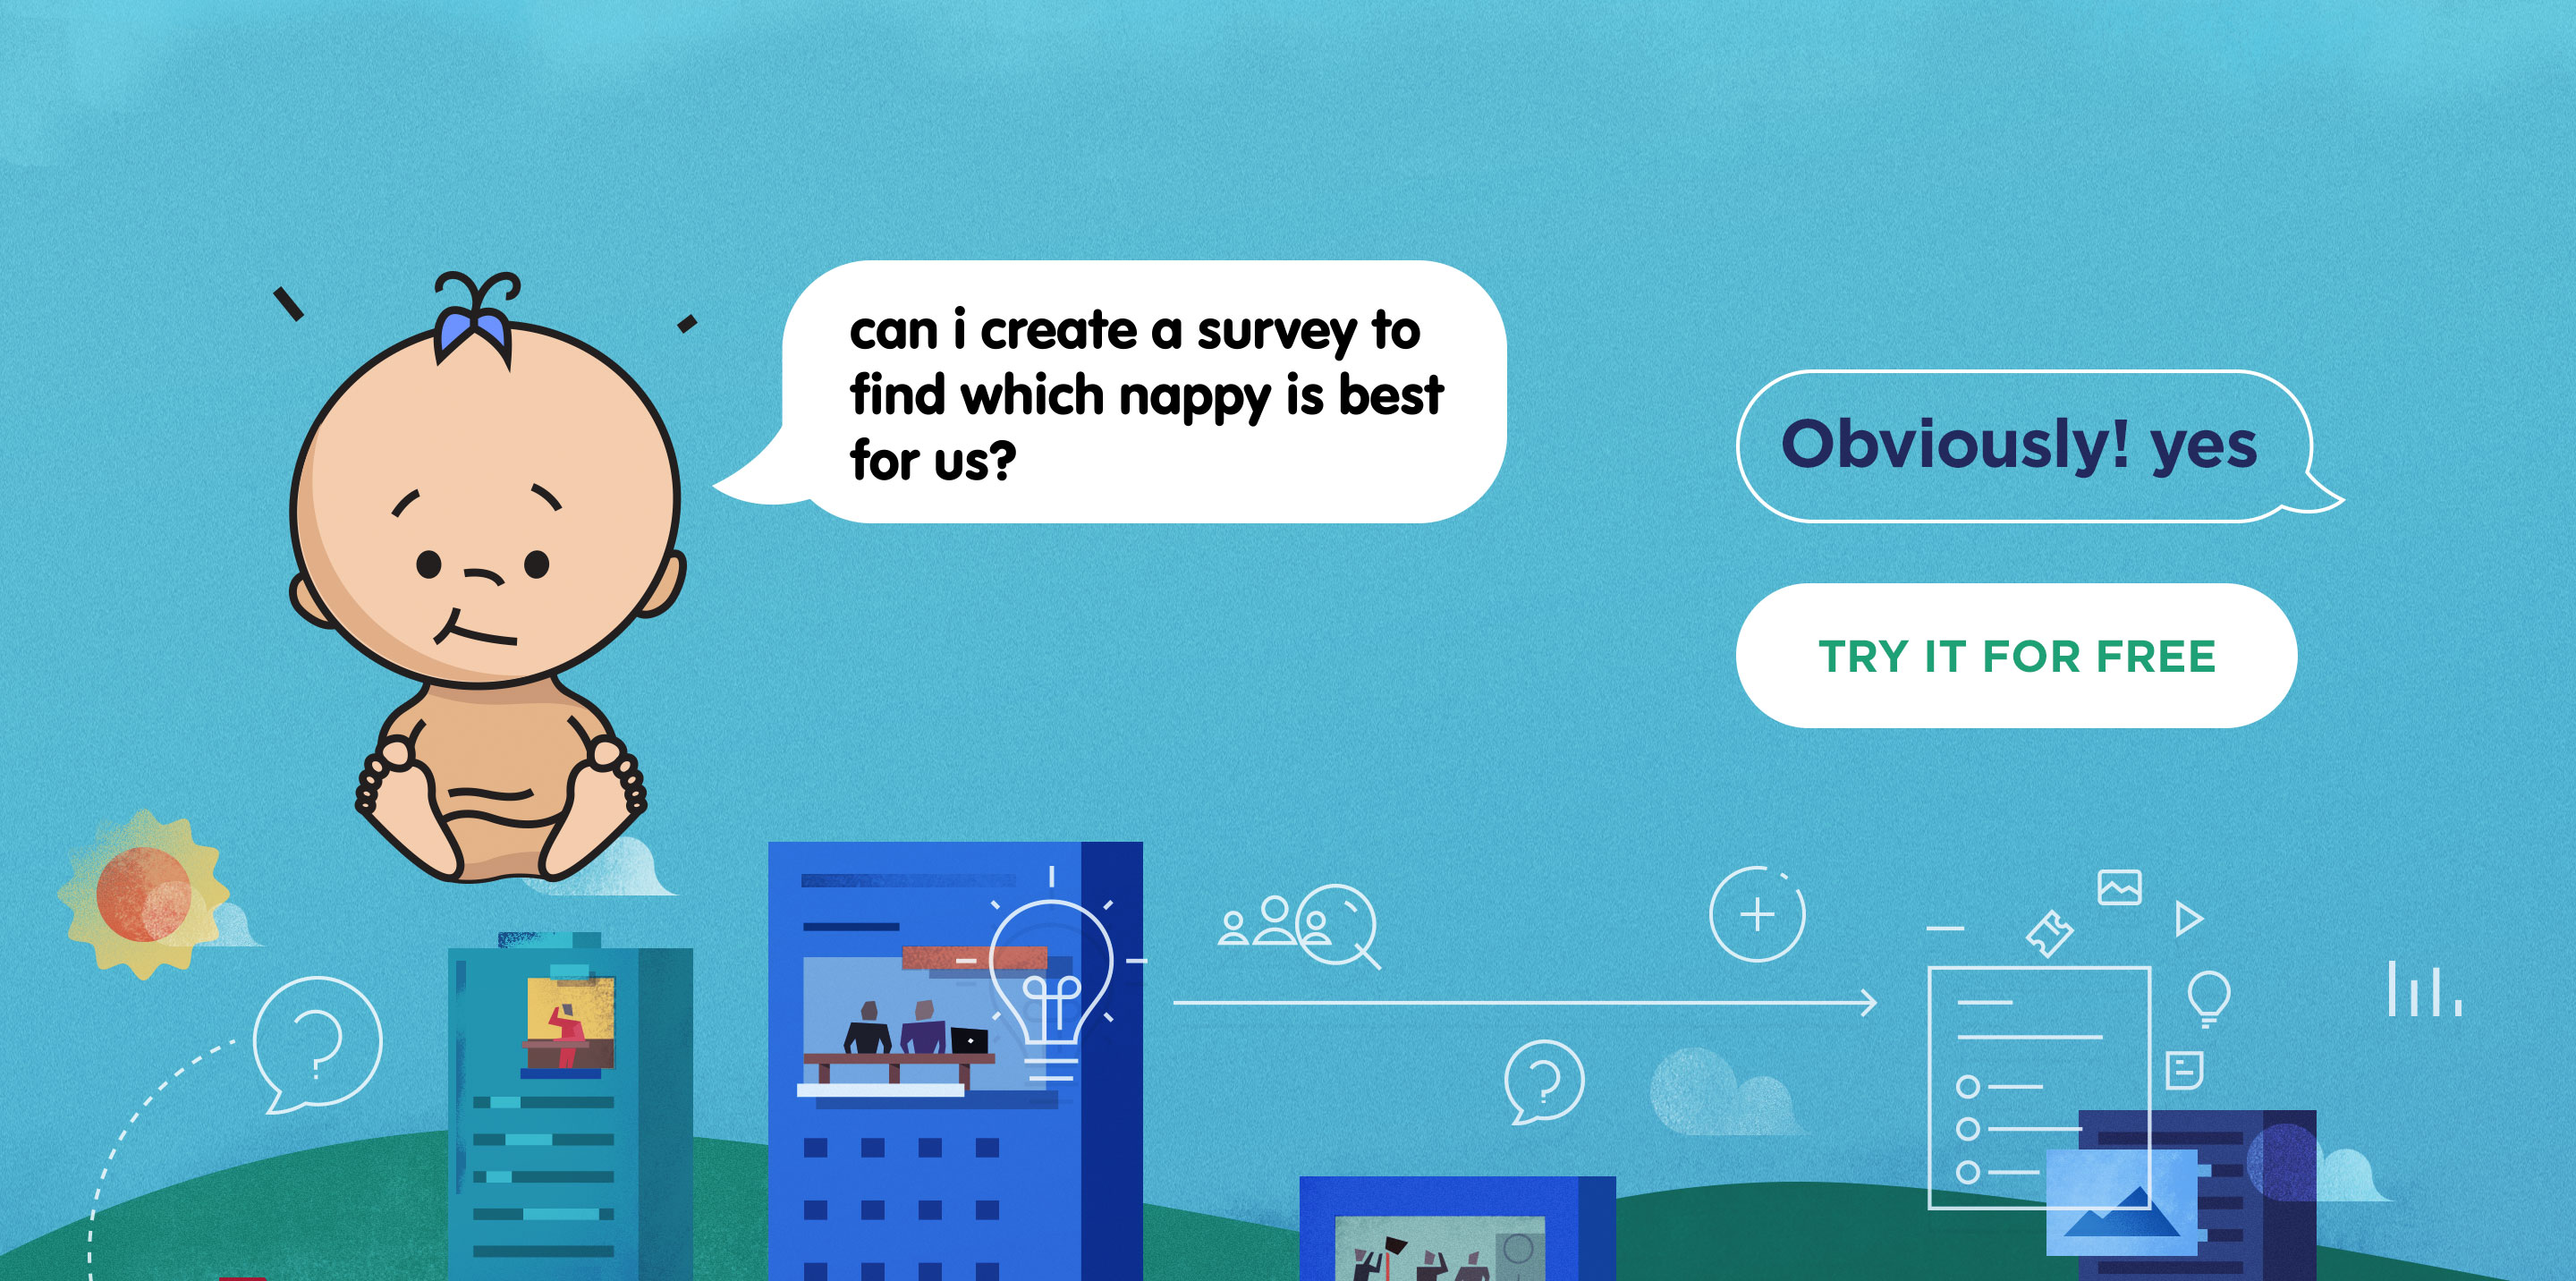 can i create a survey to
find which nappy is best
for us?
Obviously! yes
TRY IT FOR FREE